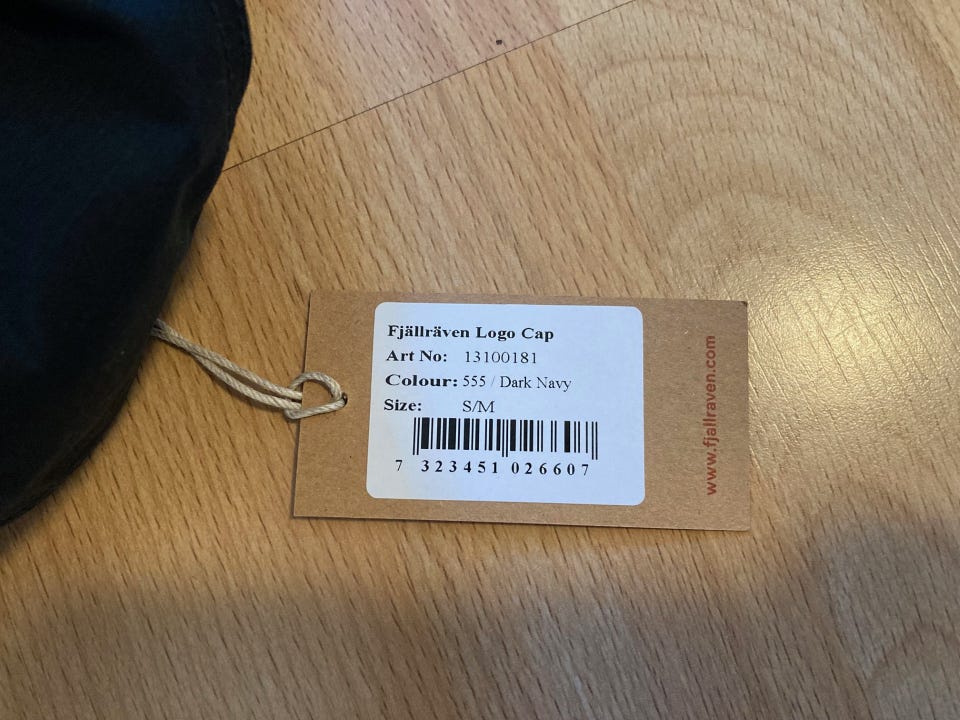 Fjällräven Logo Cap
Art No: 13100181
Colour: 555 / Dark Navy
Size: S/M
7 323451 026607
www.fjallraven.com